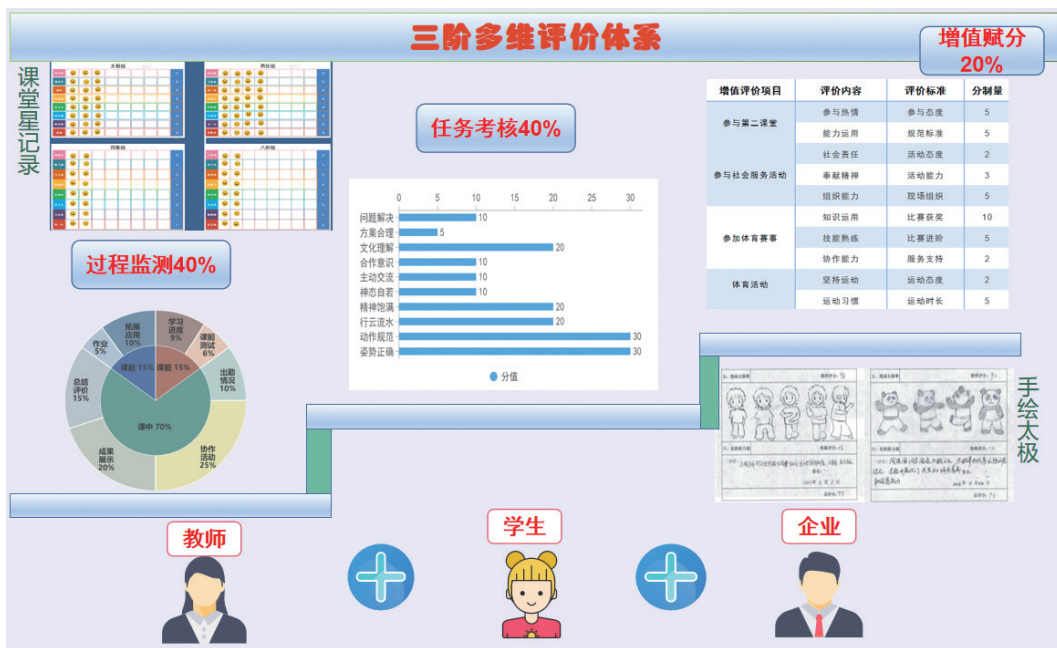 三阶多维评价体系
增值赋分
20%
课堂星记录
太极组
两仪组
四象组
八卦组
过程监测40%
任务考核40%
0 5 10 15 20 25 30
问题解决 10
方案合理 5
文化理解 20
合作意识 10
主动交流 10
神态自若 10
精神饱满 20
行云流水 20
动作规范 30
姿势正确 30
分值
增值评价项目 评价内容 评价标准 分制量
参与第二课堂
参与热情 参与态度 5
能力运用 规范标准 5
参与社会服务活动
社会责任 活动态度 2
奉献精神 活动能力 3
组织能力 现场组织 5
参加体育赛事
知识运用 比赛获奖 10
技能熟练 比赛进阶 5
协作能力 服务支持 2
体育活动
坚持运动 运动态度 2
运动习惯 运动时长 5
学习
进度
9%
课前
测试
6%
出勤
情况
10%
协作
活动
25%
成果
展示
20%
总结
评价
15%
作业
5%
拓展
应用
10%
课后 15%
课前 15%
课中 70%
手绘太极
教师
学生
企业